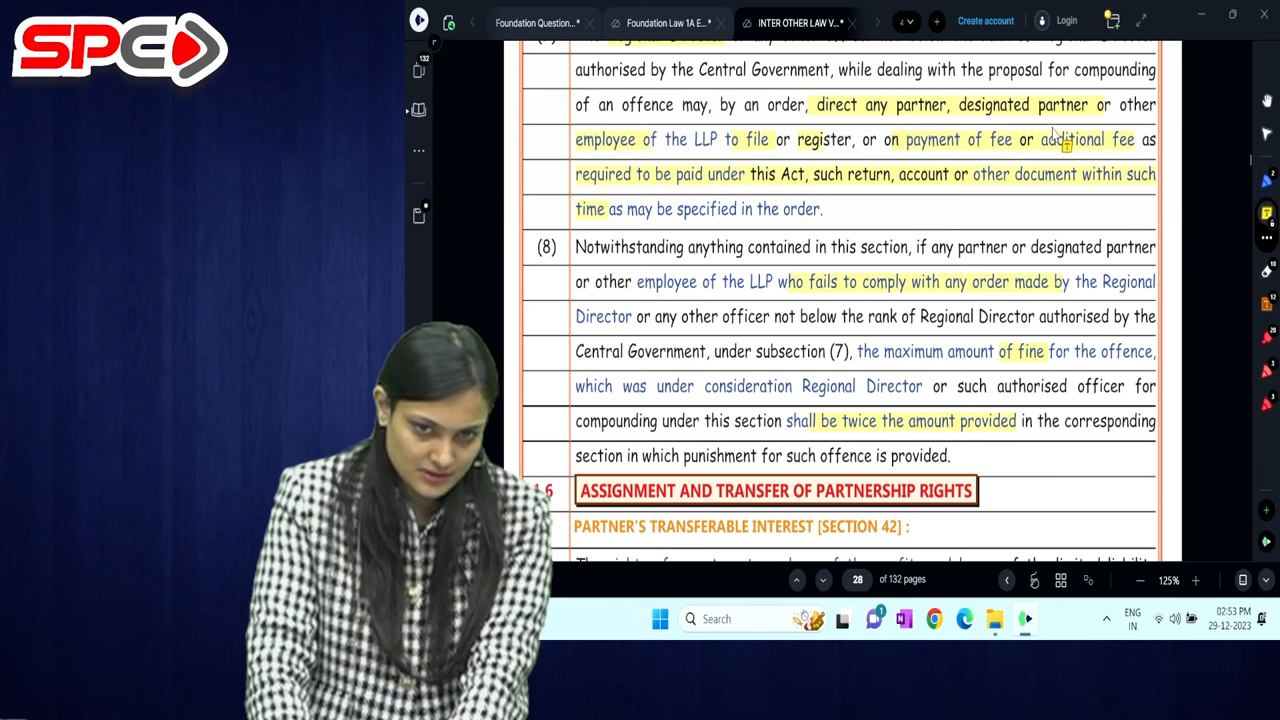 SPC
Foundation Question...*
Foundation Law 1A E...*
INTER OTHER LAW V...*
4
Create account
Login
132
authorised by the Central Government, while dealing with the proposal for compounding
of an offence may, by an order, direct any partner, designated partner or other
employee of the LLP to file or register, or on payment of fee or additional fee as
required to be paid under this Act, such return, account or other document within such
time as may be specified in the order.
(8) Notwithstanding anything contained in this section, if any partner or designated partner
or other employee of the LLP who fails to comply with any order made by the Regional
Director or any other officer not below the rank of Regional Director authorised by the
Central Government, under subsection (7), the maximum amount of fine for the offence,
which was under consideration Regional Director or such authorised officer for
compounding under this section shall be twice the amount provided in the corresponding
section in which punishment for such offence is provided.
ASSIGNMENT AND TRANSFER OF PARTNERSHIP RIGHTS
PARTNER'S TRANSFERABLE INTEREST [SECTION 42] :
28 of 132 pages
125%
Search
ENG
IN
02:53 PM
29-12-2023